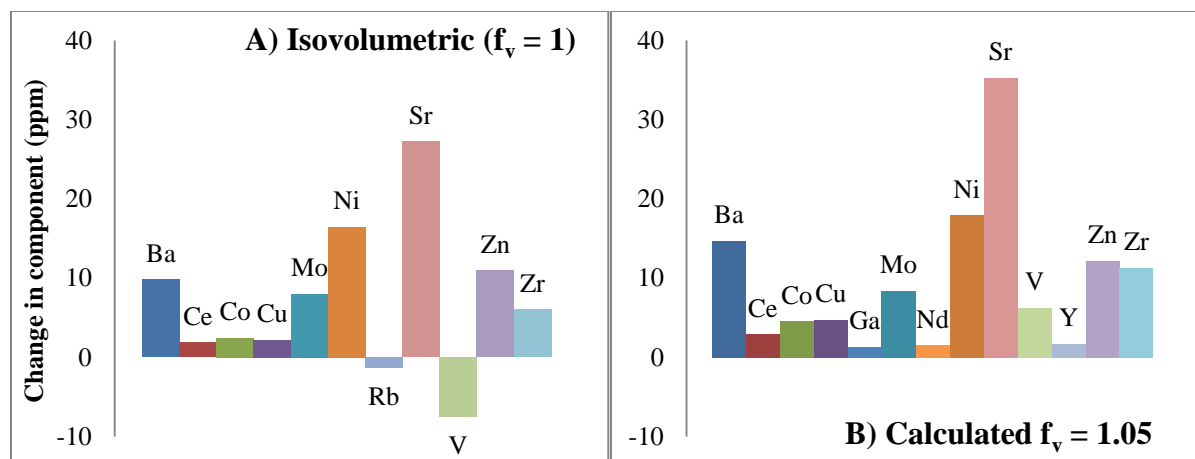 Change in component (ppm)
A) Isovolumetric (fv = 1)
40
30
20
10
0
-10
Ba
Ce
Co
Cu
Mo
Ni
Rb
Sr
V
Zn
Zr
40
30
20
10
0
-10
Ba
Ce
Co
Cu
Ga
Mo
Nd
Ni
Sr
V
Y
Zn
Zr
B) Calculated fv = 1.05